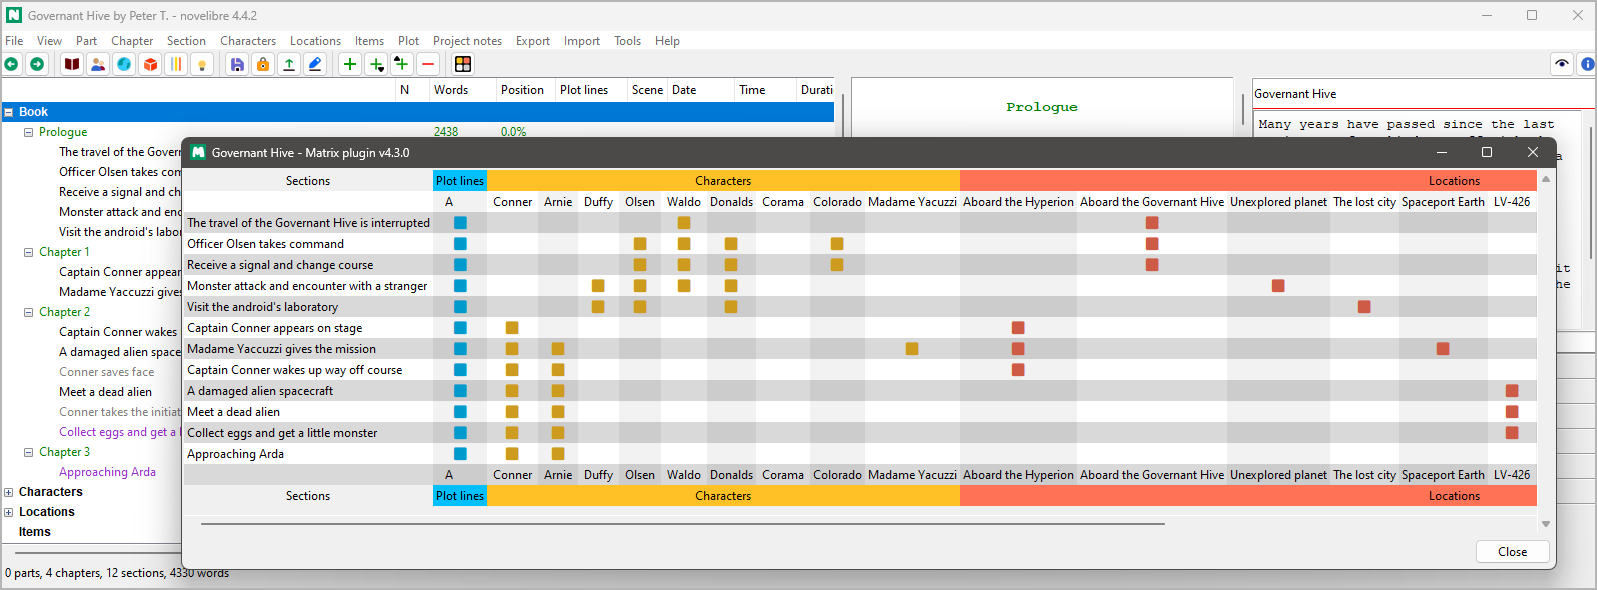 Governant Hive by Peter T. - novelibre 4.4.2
File View Part Chapter Section Characters Locations Items Plot Project notes Export Import Tools Help
N Words Position Plot lines Scene Date Time Durati
Book
Prologue 2438 0.0%
The travel of the Govern
Officer Olsen takes com
Receive a signal and ch
Monster attack and enc
Visit the android's labor
Chapter 1
Captain Conner appear
Madame Yaccuzzi gives
Chapter 2
Captain Conner wakes
A damaged alien space
Conner saves face
Meet a dead alien
Conner takes the initiat
Collect eggs and get a l
Chapter 3
Approaching Arda
Characters
Locations
Items
0 parts, 4 chapters, 12 sections, 4330 words
Prologue
Governant Hive
Many years have passed since the last
a
it
the
Governant Hive - Matrix plugin v4.3.0
Sections Plot lines Characters Locations
A Conner Arnie Duffy Olsen Waldo Donalds Corama Colorado Madame Yacuzzi Aboard the Hyperion Aboard the Governant Hive Unexplored planet The lost city Spaceport Earth LV-426
The travel of the Governant Hive is interrupted
Officer Olsen takes command
Receive a signal and change course
Monster attack and encounter with a stranger
Visit the android's laboratory
Captain Conner appears on stage
Madame Yaccuzzi gives the mission
Captain Conner wakes up way off course
A damaged alien spacecraft
Meet a dead alien
Collect eggs and get a little monster
Approaching Arda
A Conner Arnie Duffy Olsen Waldo Donalds Corama Colorado Madame Yacuzzi Aboard the Hyperion Aboard the Governant Hive Unexplored planet The lost city Spaceport Earth LV-426
Sections Plot lines Characters Locations
Close